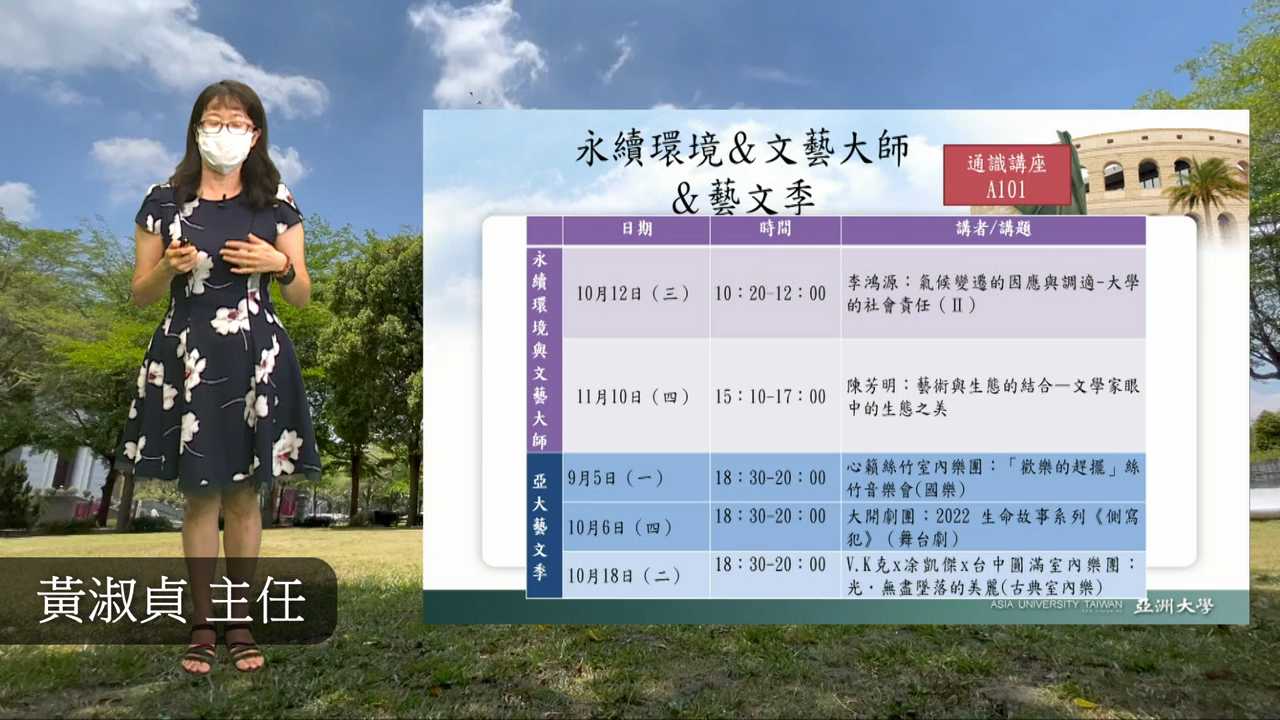 永續環境&文藝大師
&藝文季
通識講座
A101
日期 時間 講者/講題
永續環境與文藝大師
10月12日（三） 10：20-12：00 李鴻源：氣候變遷的因應與調適-大學
的社會責任（Ⅱ）
11月10日（四） 15：10-17：00 陳芳明：藝術與生態的結合—文學家眼
中的生態之美
亞大藝文季
9月5日（一） 18：30-20：00 心籟絲竹室內樂團：「歡樂的趕擺」絲
竹音樂會(國樂)
10月6日（四） 18：30-20：00 大開劇團：2022 生命故事系列《側寫
犯》（舞台劇）
10月18日（二） 18：30-20：00 V.K克x凃凱傑x台中圓滿室內樂團：
光．無盡墜落的美麗(古典室內樂)
ASIA UNIVERSITY TAIWAN 亞洲大學
黃淑貞 主任